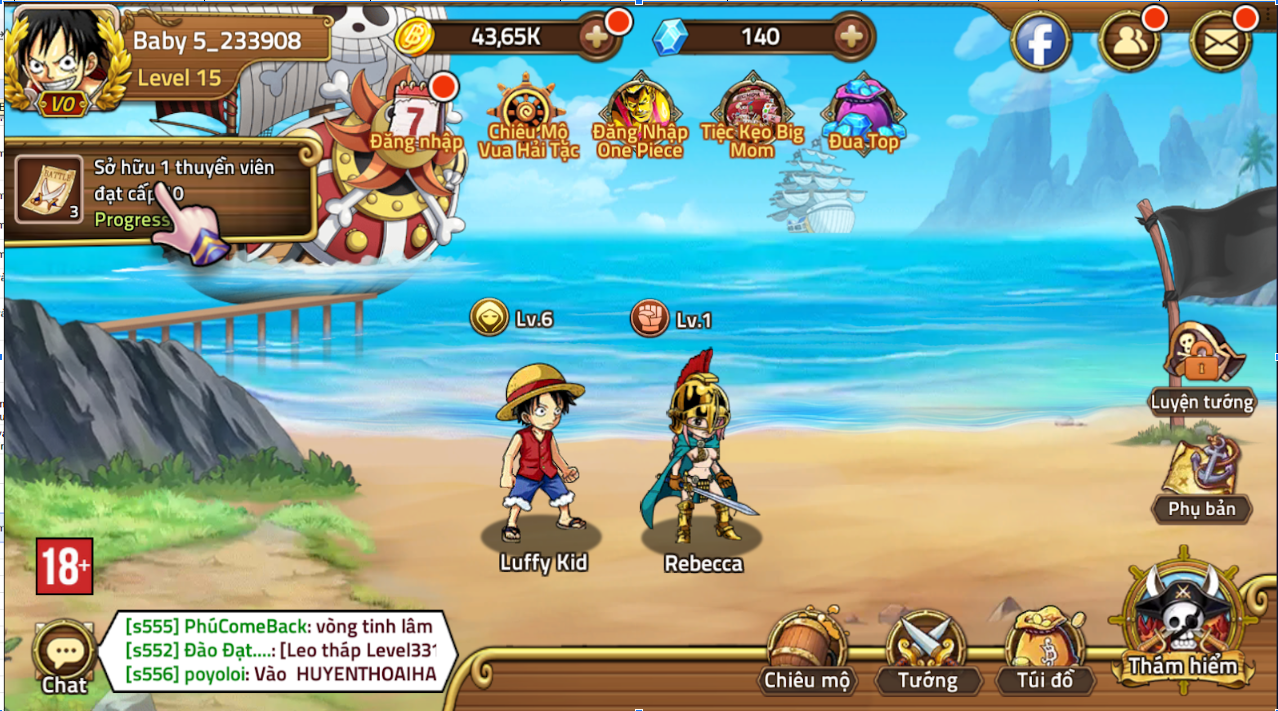 Baby 5_233908
Level 15
V0
43,65K
140
7
Đăng nhập
Chiêu Mộ
Vua Hải Tặc
Đăng Nhập
One Piece
Tiệc Kẹo Big
Mom
Đua Top
BATTLE
3
Sở hữu 1 thuyền viên
đạt cấp 0
Progress
Lv.6
Lv.1
Luffy Kid
Rebecca
Luyện tướng
Phụ bản
18+
Chat
[s555] PhúComeBack: vòng tinh lâm
[s552] Đào Đạt....: [Leo tháp Level331
[s556] poyoloi: Vào HUYENTHOAIHA
Chiêu mộ
Tướng
Túi đồ
Thám hiểm